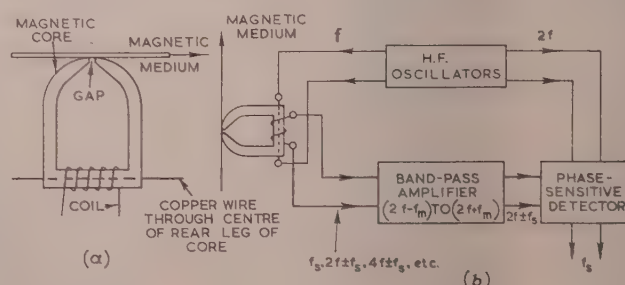 MAGNETIC
CORE
MAGNETIC
MEDIUM
GAP
COIL
COPPER WIRE
THROUGH CENTRE
OF REAR LEG OF
CORE
(a)
MAGNETIC
MEDIUM
f
2f
H.F.
OSCILLATORS
BAND-PASS
AMPLIFIER
(2f-fm) TO (2f+fm)
2f±fs
PHASE-
SENSITIVE
DETECTOR
fs, 2f±fs, 4f±fs, etc.
fs
(b)